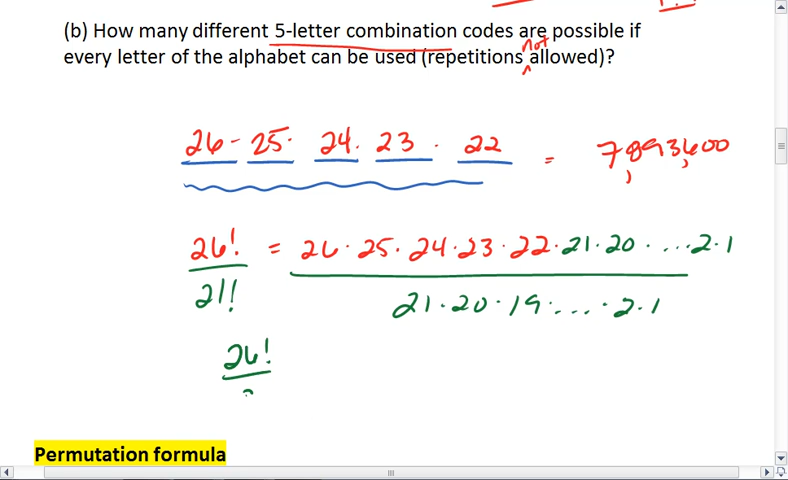 (b) How many different 5-letter combination codes are possible if
not
every letter of the alphabet can be used (repetitions ^ allowed)?
26 · 25 · 24 · 23 · 22 = 7,893,600
26! / 21! = 26 · 25 · 24 · 23 · 22 · 21 · 20 · ... 2 · 1 / 21 · 20 · 19 · ... · 2 · 1
26!
Permutation formula